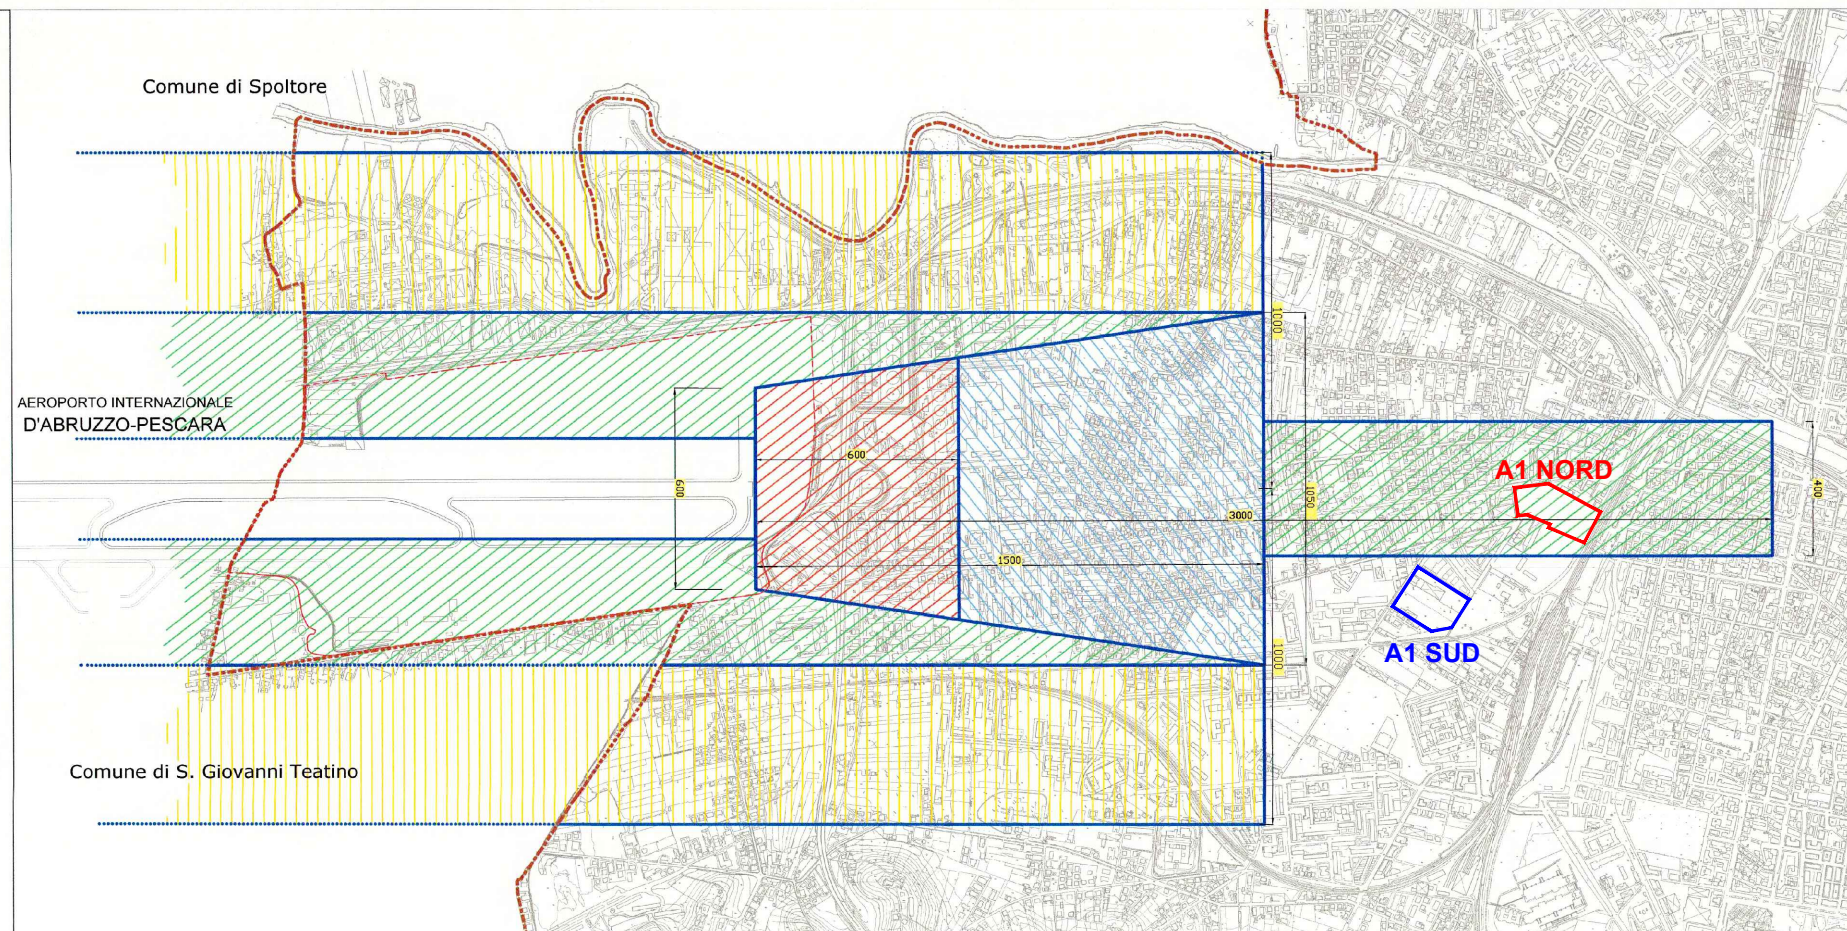 Comune di Spoltore
AEROPORTO INTERNAZIONALE
D'ABRUZZO-PESCARA
600
600
1000
1050
3000
1500
1000
400
A1 NORD
A1 SUD
Comune di S. Giovanni Teatino